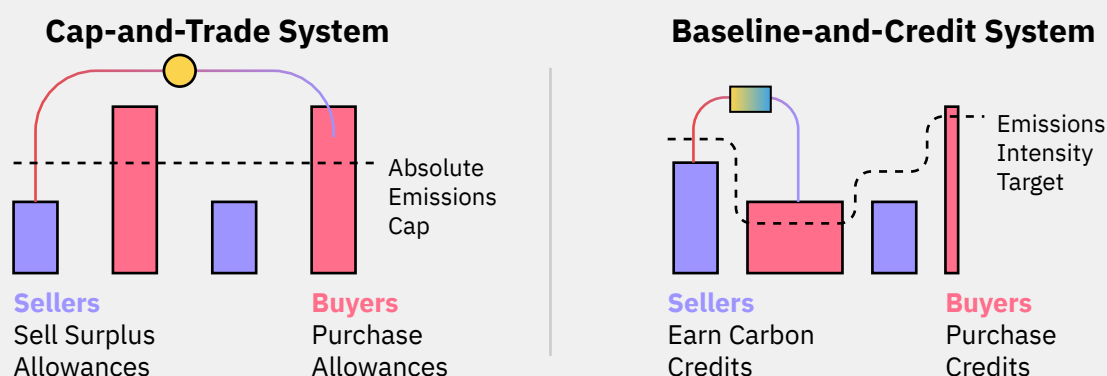 Cap-and-Trade System
Absolute
Emissions
Cap
Sellers
Sell Surplus
Allowances
Buyers
Purchase
Allowances
Baseline-and-Credit System
Emissions
Intensity
Target
Sellers
Earn Carbon
Credits
Buyers
Purchase
Credits